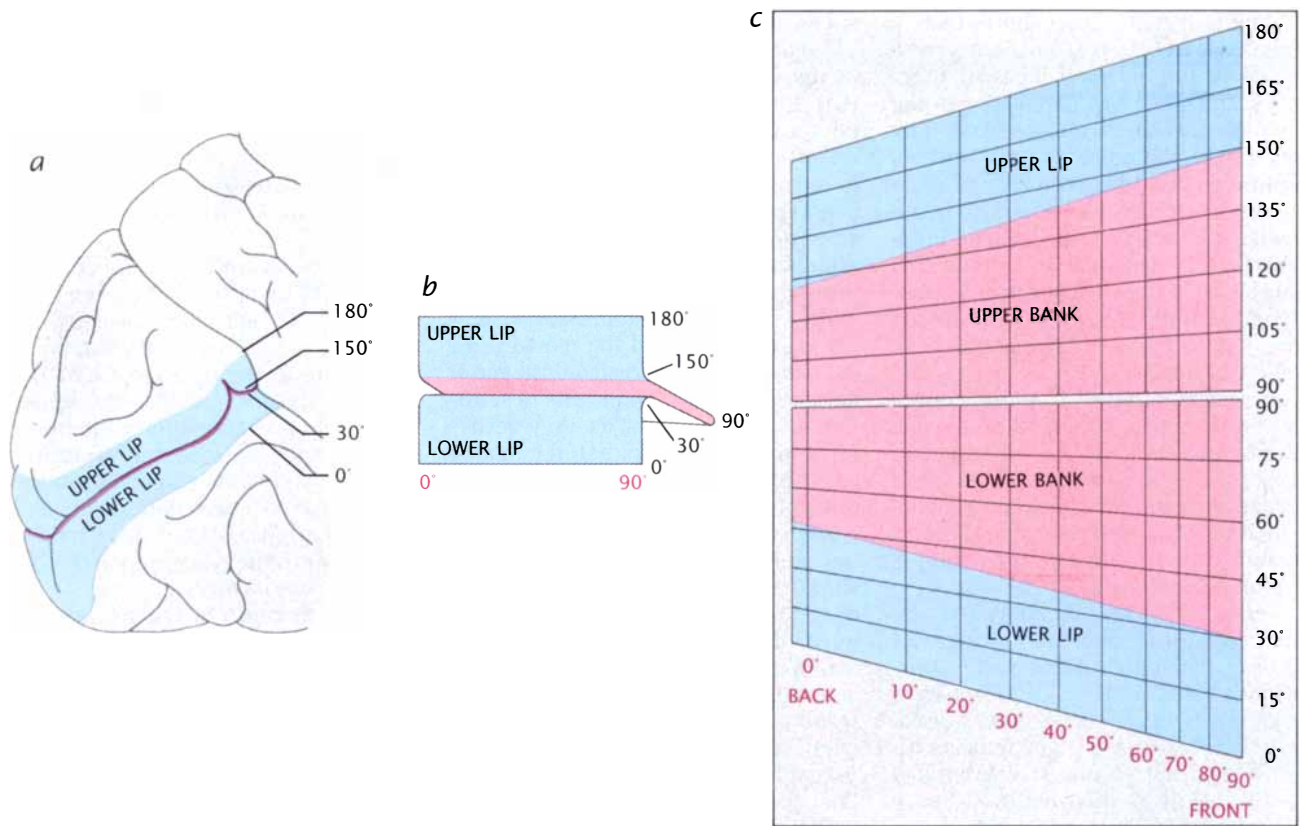 a
180°
150°
30°
0°
UPPER LIP
LOWER LIP
b
UPPER LIP
LOWER LIP
180°
150°
90°
30°
0°
0°
90°
c
180°
165°
150°
135°
120°
105°
90°
90°
75°
60°
45°
30°
15°
0°
UPPER LIP
UPPER BANK
LOWER BANK
LOWER LIP
0°
BACK
10°
20°
30°
40°
50°
60°
70°
80°
90°
FRONT